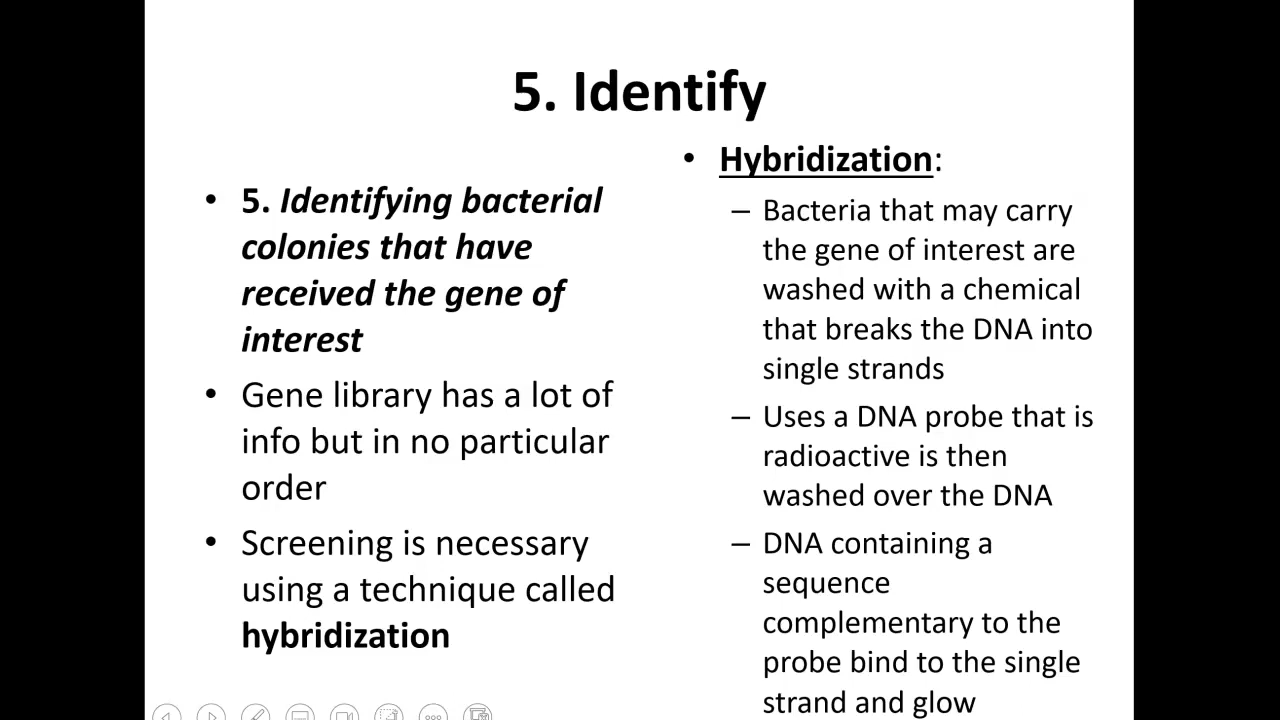 5. Identify
• 5. Identifying bacterial
colonies that have
received the gene of
interest
• Gene library has a lot of
info but in no particular
order
• Screening is necessary
using a technique called
hybridization
• Hybridization:
– Bacteria that may carry
the gene of interest are
washed with a chemical
that breaks the DNA into
single strands
– Uses a DNA probe that is
radioactive is then
washed over the DNA
– DNA containing a
sequence
complementary to the
probe bind to the single
strand and glow